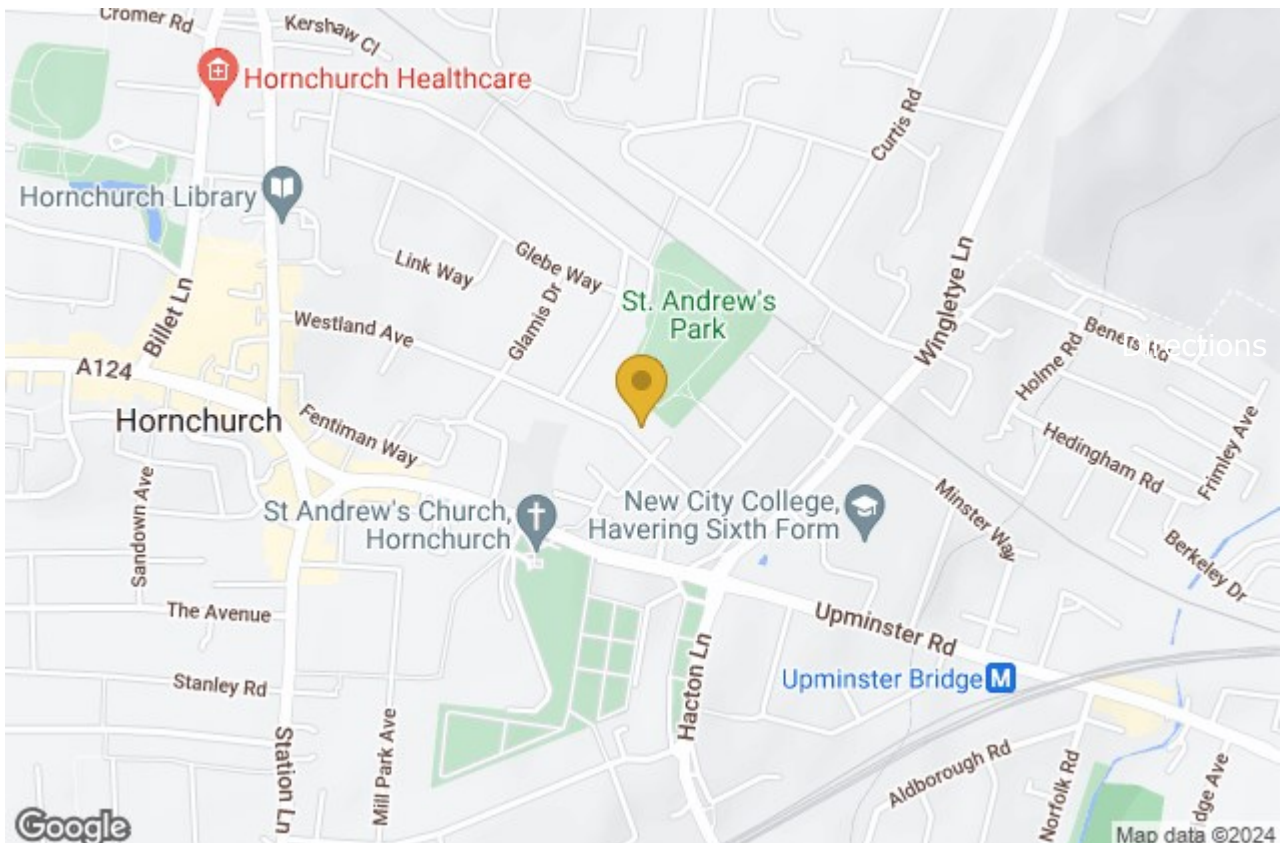 Cromer Rd
Kershaw Cl
Hornchurch Healthcare
Curtis Rd
Hornchurch Library
Link Way
Glebe Way
Glamis Dr
St. Andrew's
Park
Wingletye Ln
Billet Ln
Westland Ave
Benets Rd
Directions
Holme Rd
A124
Hornchurch
Fentiman Way
Hedingham Rd
Frimley Ave
Sandown Ave
St Andrew's Church,
Hornchurch
New City College,
Havering Sixth Form
Minster Way
Berkeley Dr
The Avenue
Upminster Rd
Stanley Rd
Upminster Bridge M
Hacton Ln
Station Ln
Mill Park Ave
Aldborough Rd
Norfolk Rd
idge Ave
Google
Map data ©2024